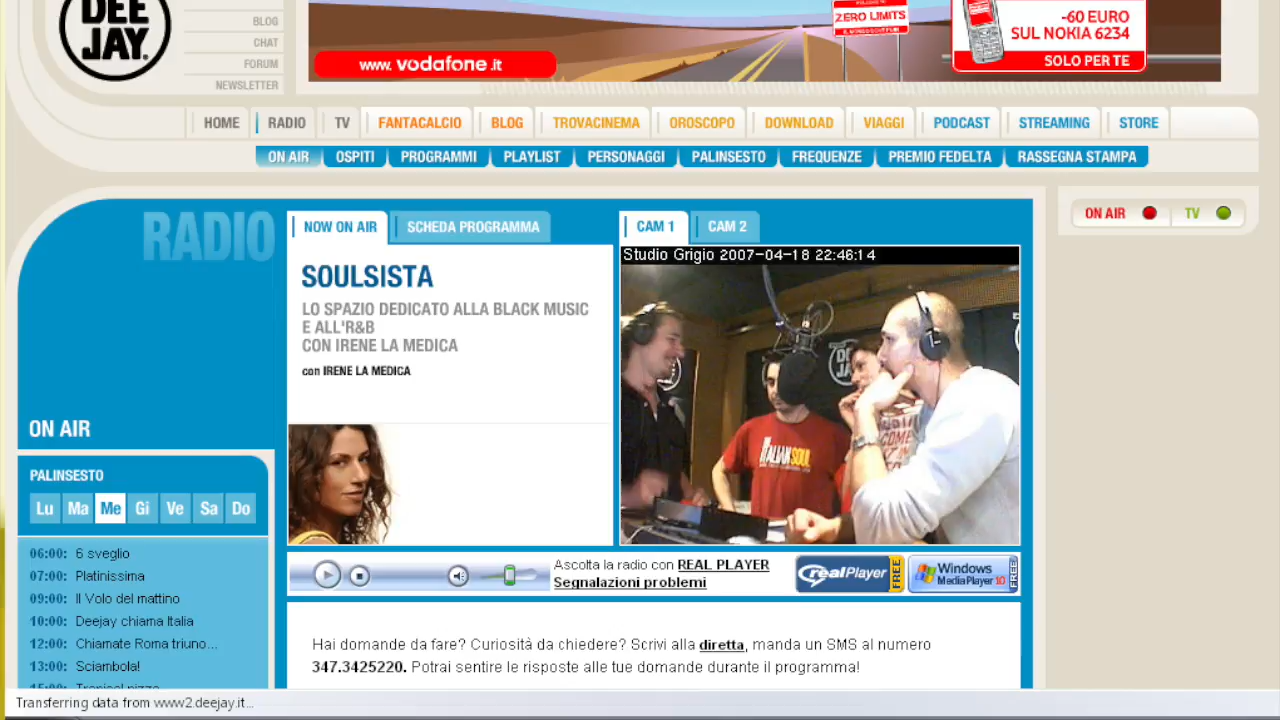 DEE
JAY.
BLOG
CHAT
FORUM
NEWSLETTER
www. vodafone.it
ZERO LIMITS
-60 EURO
SUL NOKIA 6234
SOLO PER TE
HOME RADIO TV FANTACALCIO BLOG TROVACINEMA OROSCOPO DOWNLOAD VIAGGI PODCAST STREAMING STORE
ON AIR OSPITI PROGRAMMI PLAYLIST PERSONAGGI PALINSESTO FREQUENZE PREMIO FEDELTA RASSEGNA STAMPA
RADIO
NOW ON AIR SCHEDA PROGRAMMA
CAM 1 CAM 2
ON AIR TV
SOULSISTA
LO SPAZIO DEDICATO ALLA BLACK MUSIC
E ALL'R&B
CON IRENE LA MEDICA
con IRENE LA MEDICA
Studio Grigio 2007-04-18 22:46:14
DEE
JAY
ITALIAN SOUL
ON AIR
PALINSESTO
Lu Ma Me Gi Ve Sa Do
06:00: 6 sveglio
07:00: Platinissima
09:00: Il Volo del mattino
10:00: Deejay chiama Italia
12:00: Chiamate Roma triuno...
13:00: Sciambola!
Ascolta la radio con REAL PLAYER
Segnalazioni problemi
realPlayer FREE
Windows
Media Player 10 FREE
Hai domande da fare? Curiosità da chiedere? Scrivi alla diretta, manda un SMS al numero
347.3425220. Potrai sentire le risposte alle tue domande durante il programma!
Transferring data from www2.deejay.it...